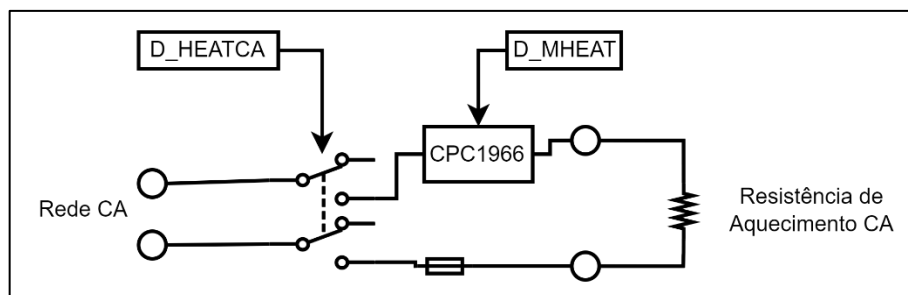 D_HEATCA
D_MHEAT
CPC1966
Rede CA
Resistência de
Aquecimento CA